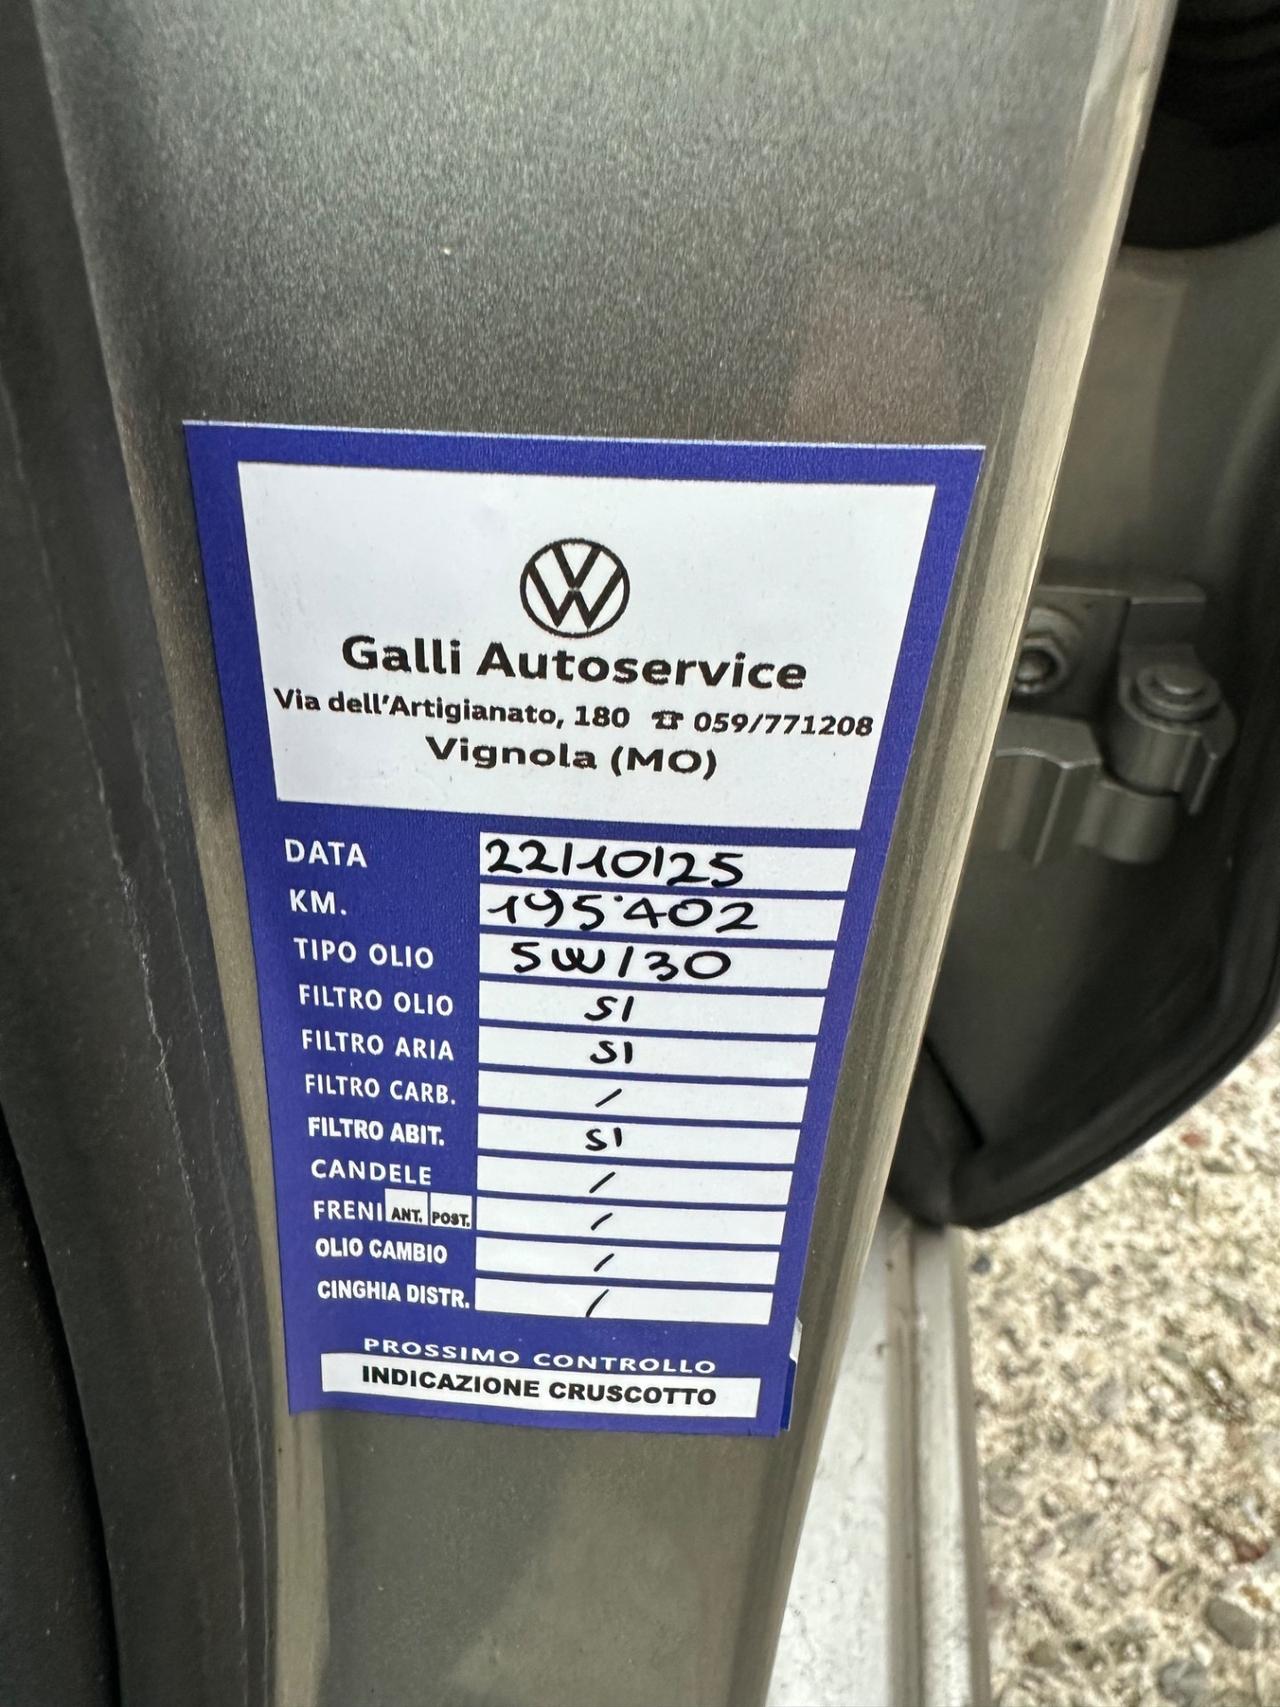 Galli Autoservice
Via dell'Artigianato, 180 ☎ 059/771208
Vignola (MO)
DATA 22/10/25
KM. 195·402
TIPO OLIO 5W/30
FILTRO OLIO SI
FILTRO ARIA SI
FILTRO CARB. /
FILTRO ABIT. SI
CANDELE /
FRENI ANT. POST. /
OLIO CAMBIO /
CINGHIA DISTR. /
PROSSIMO CONTROLLO
INDICAZIONE CRUSCOTTO